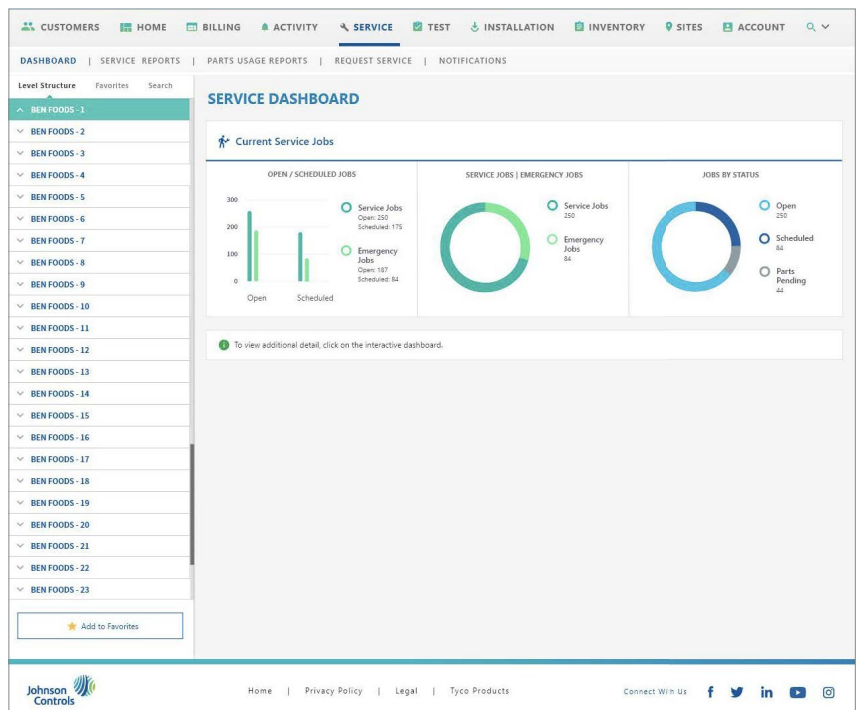 CUSTOMERS HOME BILLING ACTIVITY SERVICE TEST INSTALLATION INVENTORY SITES ACCOUNT
DASHBOARD | SERVICE REPORTS | PARTS USAGE REPORTS | REQUEST SERVICE | NOTIFICATIONS
Level Structure Favorites Search
BEN FOODS - 1
BEN FOODS - 2
BEN FOODS - 3
BEN FOODS - 4
BEN FOODS - 5
BEN FOODS - 6
BEN FOODS - 7
BEN FOODS - 8
BEN FOODS - 9
BEN FOODS - 10
BEN FOODS - 11
BEN FOODS - 12
BEN FOODS - 13
BEN FOODS - 14
BEN FOODS - 15
BEN FOODS - 16
BEN FOODS - 17
BEN FOODS - 18
BEN FOODS - 19
BEN FOODS - 20
BEN FOODS - 21
BEN FOODS - 22
BEN FOODS - 23
Add to Favorites
SERVICE DASHBOARD
Current Service Jobs
OPEN / SCHEDULED JOBS
300
200
100
0
Open Scheduled
Service Jobs
Open: 250
Scheduled: 175
Emergency
Jobs
Open: 187
Scheduled: 84
SERVICE JOBS | EMERGENCY JOBS
Service Jobs
250
Emergency
Jobs
84
JOBS BY STATUS
Open
250
Scheduled
84
Parts
Pending
44
To view additional detail, click on the interactive dashboard.
Johnson
Controls
Home | Privacy Policy | Legal | Tyco Products
Connect With Us